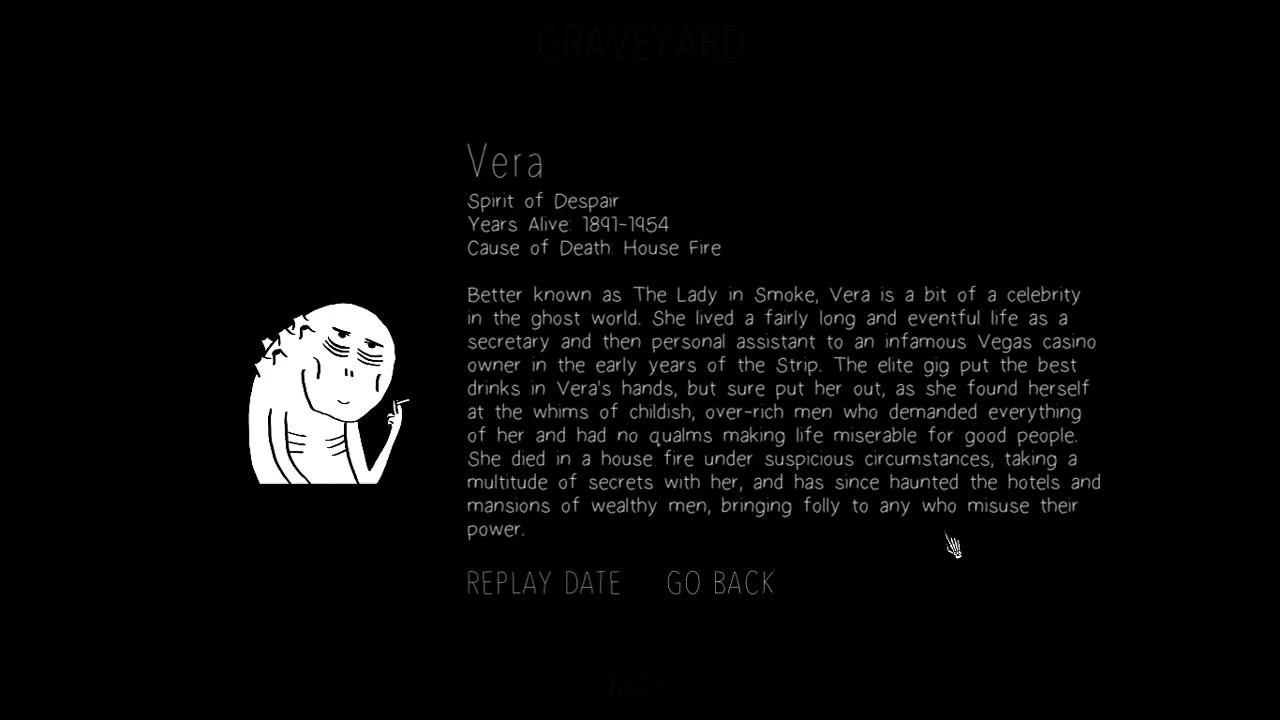 GRAVEYARD
Vera
Spirit of Despair
Years Alive: 1891-1954
Cause of Death: House Fire
Better known as The Lady in Smoke, Vera is a bit of a celebrity
in the ghost world. She lived a fairly long and eventful life as a
secretary and then personal assistant to an infamous Vegas casino
owner in the early years of the Strip. The elite gig put the best
drinks in Vera's hands, but sure put her out, as she found herself
at the whims of childish, over-rich men who demanded everything
of her and had no qualms making life miserable for good people.
She died in a house fire under suspicious circumstances, taking a
multitude of secrets with her, and has since haunted the hotels and
mansions of wealthy men, bringing folly to any who misuse their
power.
REPLAY DATE GO BACK
BACK